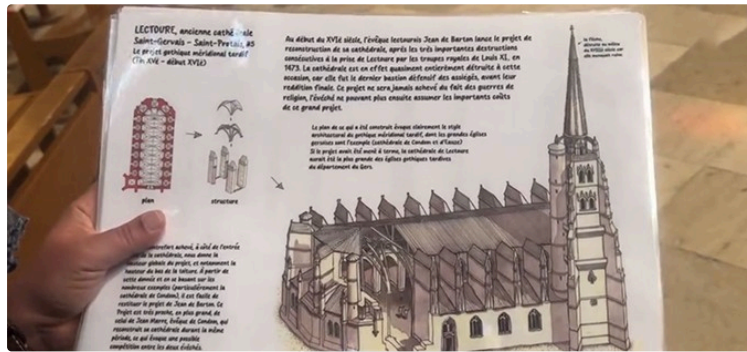 LECTOURE, ancienne cathédrale
Saint-Gervais - Saint-Protais, #5
Le projet gothique méridional tardif
(fin XVe - début XVIe)
Au début du XVIe siècle, l'évêque lectourois Jean de Barton lance le projet de
reconstruction de sa cathédrale, après les très importantes destructions
consécutives à la prise de Lectoure par les troupes royales de Louis XI, en
1473. La cathédrale est en effet quasiment entièrement détruite à cette
occasion, car elle fut le dernier bastion défensif des assiégés, avant leur
reddition finale. Ce projet ne sera jamais achevé du fait des guerres de
religion, l'évêché ne pouvant plus ensuite assumer les importants coûts
de ce grand projet.
Le plan de ce qui a été construit évoque clairement le style
architectural du gothique méridional tardif, dont les grandes églises
gersoises sont l'exemple (cathédrale de Condom et d'Eauze)
Si le projet avait été mené à terme, la cathédrale de Lectoure
aurait été la plus grande des églises gothiques tardives
du département du Gers.
plan
structure
achevé, à côté de l'entrée
de la cathédrale, nous donne la
globale du projet, et notamment la
hauteur du bas de la toiture. À partir de
cette donnée et en se basant sur les
nombreux exemples (particulièrement la
cathédrale de Condom), il est facile de
restituer le projet de Jean de Barton. Ce
Projet est très proche, en plus grand, de
celui de Jean Marre, évêque de Condom, qui
reconstruit sa cathédrale durant la même
période, ce qui évoque une possible
compétition entre les deux évêchés.